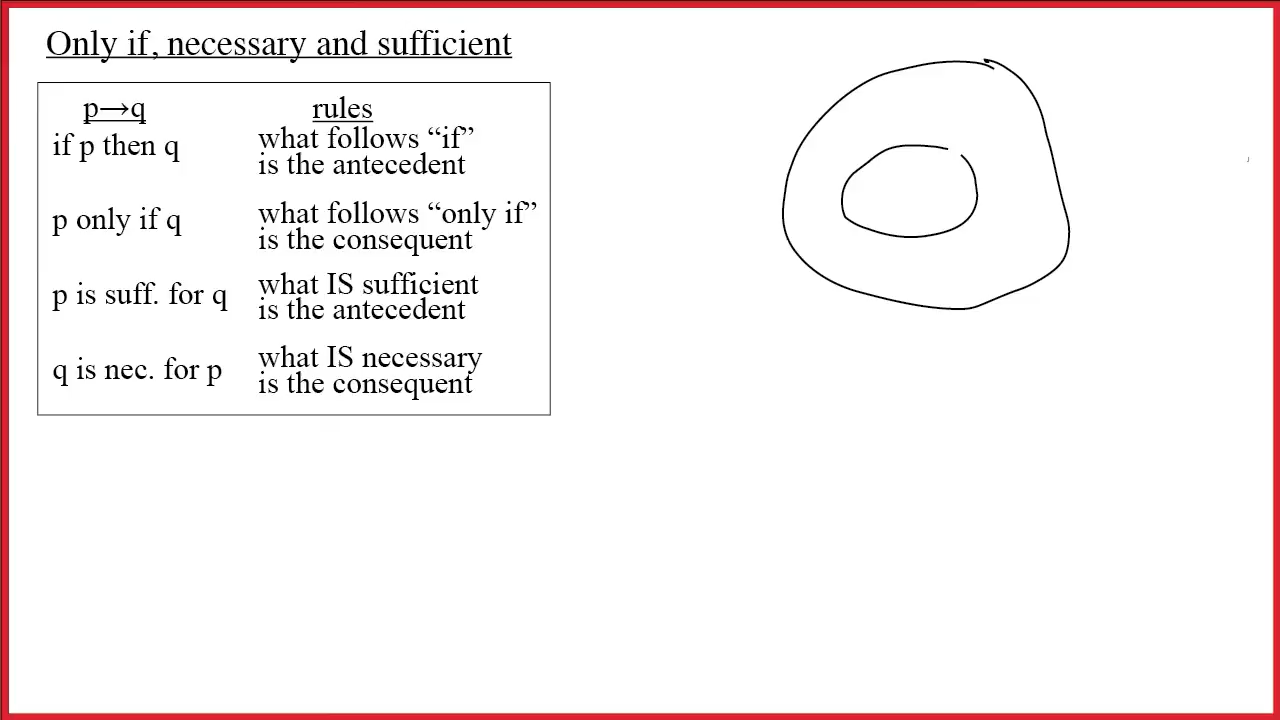 Only if, necessary and sufficient
p→q rules
if p then q what follows “if”
is the antecedent
p only if q what follows “only if”
is the consequent
p is suff. for q what IS sufficient
is the antecedent
q is nec. for p what IS necessary
is the consequent